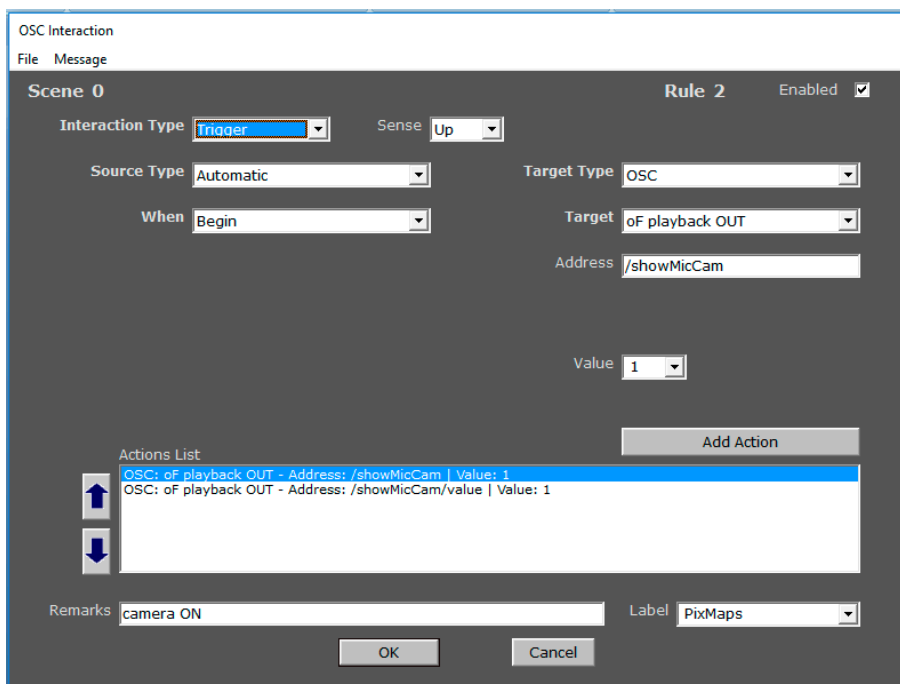 OSC Interaction
File Message
Scene 0 Rule 2 Enabled
Interaction Type Trigger Sense Up
Source Type Automatic Target Type OSC
When Begin Target oF playback OUT
Address /showMicCam
Value 1
Add Action
Actions List
OSC: oF playback OUT - Address: /showMicCam | Value: 1
OSC: oF playback OUT - Address: /showMicCam/value | Value: 1
Remarks camera ON Label PixMaps
OK Cancel